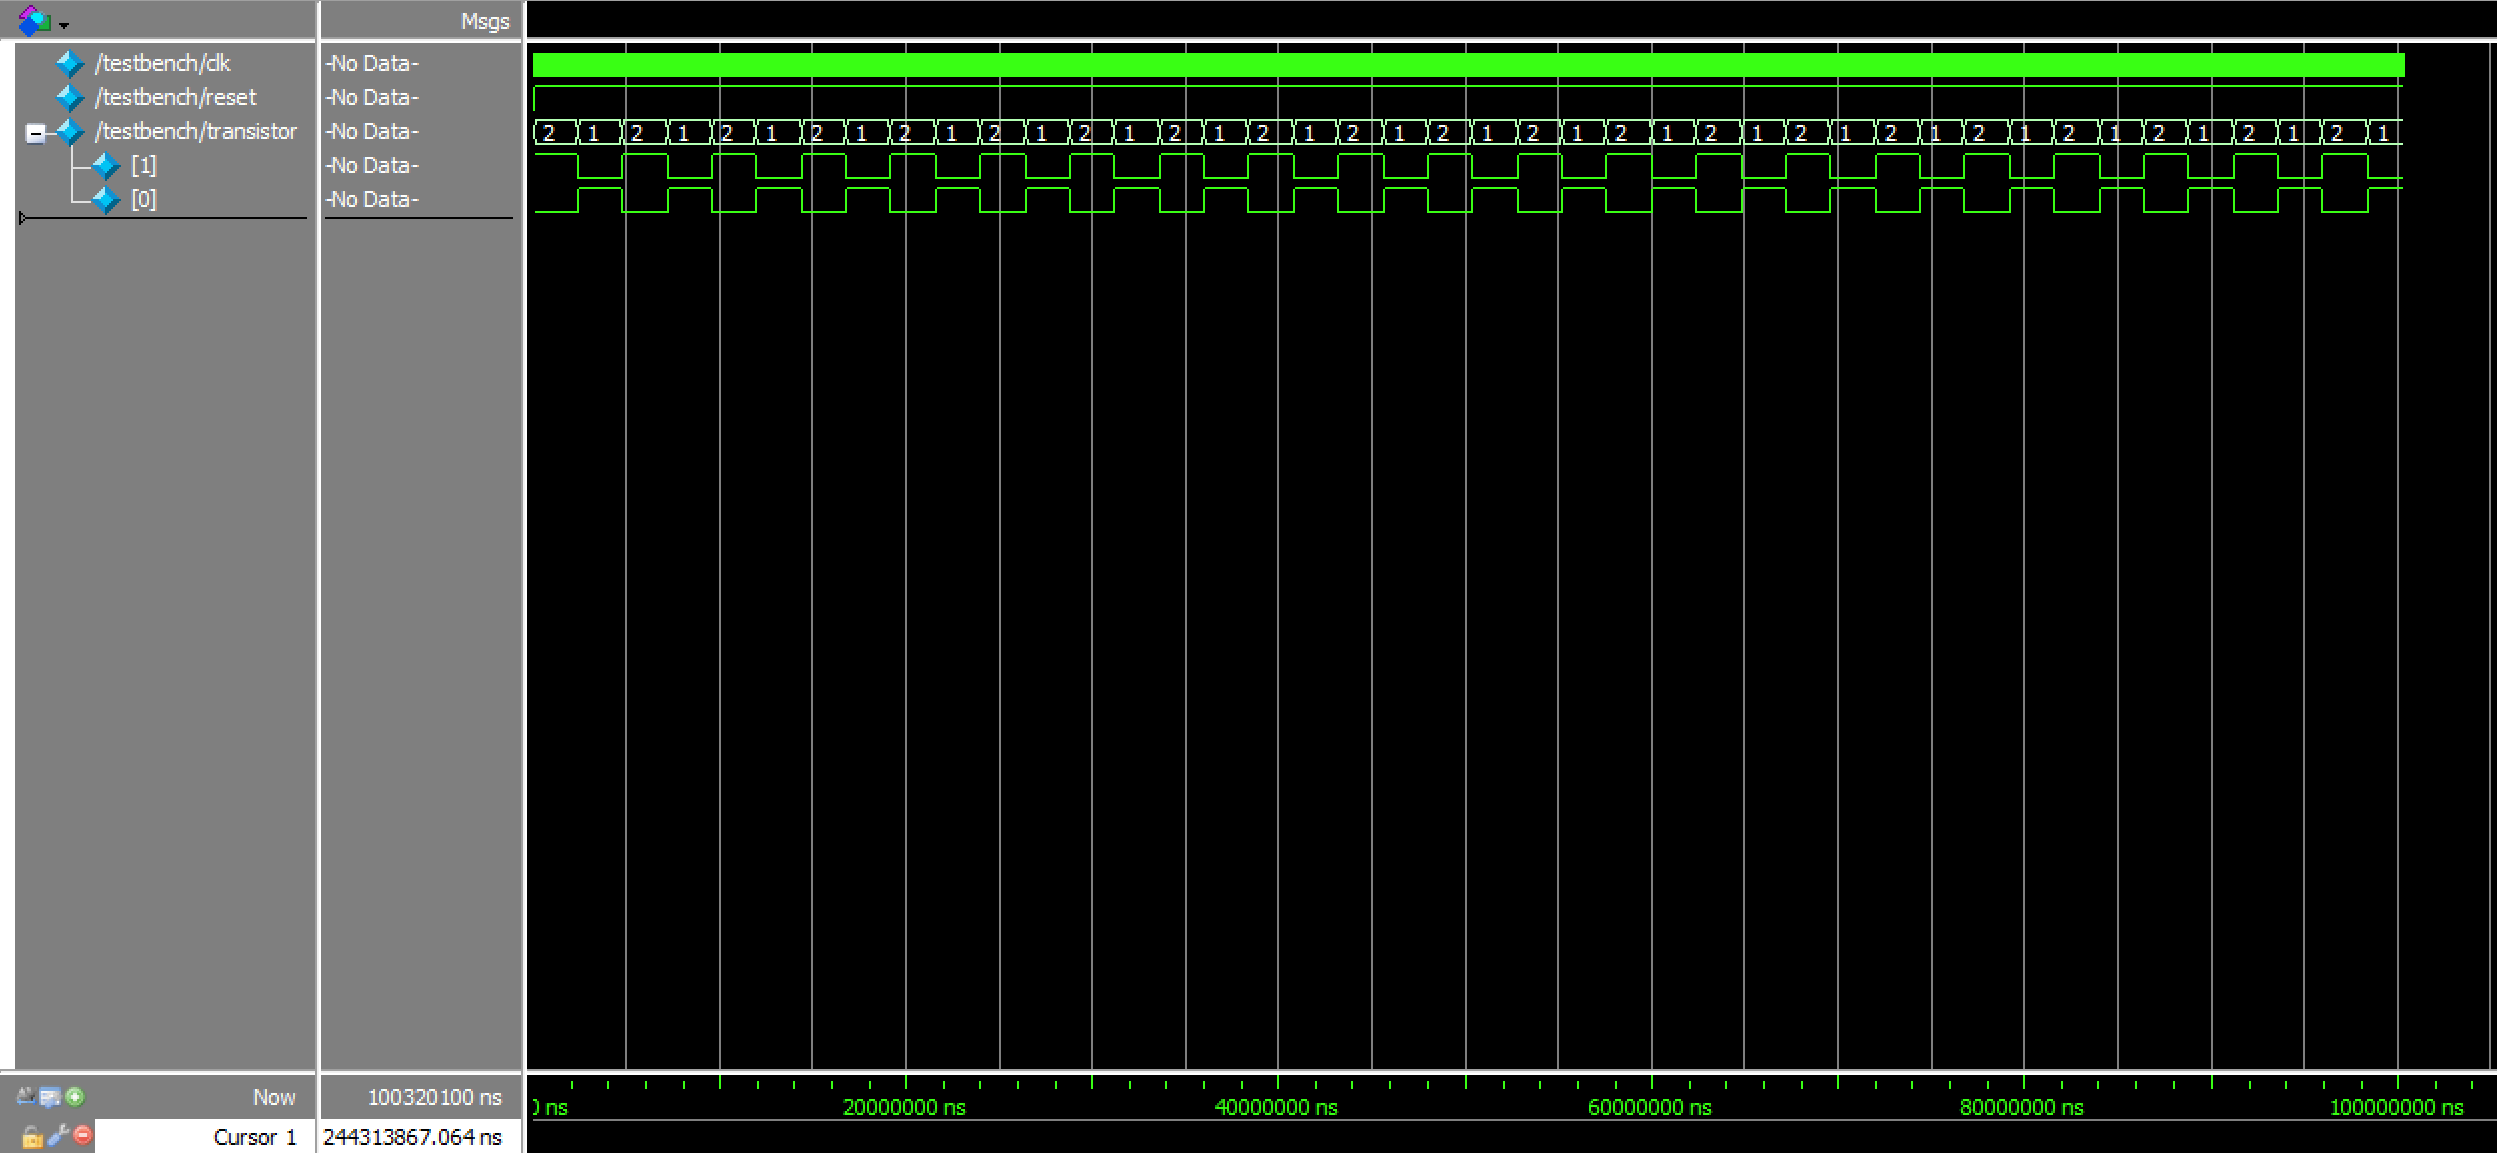 Msgs
/testbench/clk -No Data-
/testbench/reset -No Data-
/testbench/transistor -No Data- 2 1 2 1 2 1 2 1 2 1 2 1 2 1 2 1 2 1 2 1 2 1 2 1 2 1 2 1 2 1 2 1 2 1 2 1 2 1 2 1 2 1
[1] -No Data-
[0] -No Data-
Now 100320100 ns
0 ns 20000000 ns 40000000 ns 60000000 ns 80000000 ns 100000000 ns
Cursor 1 244313867.064 ns